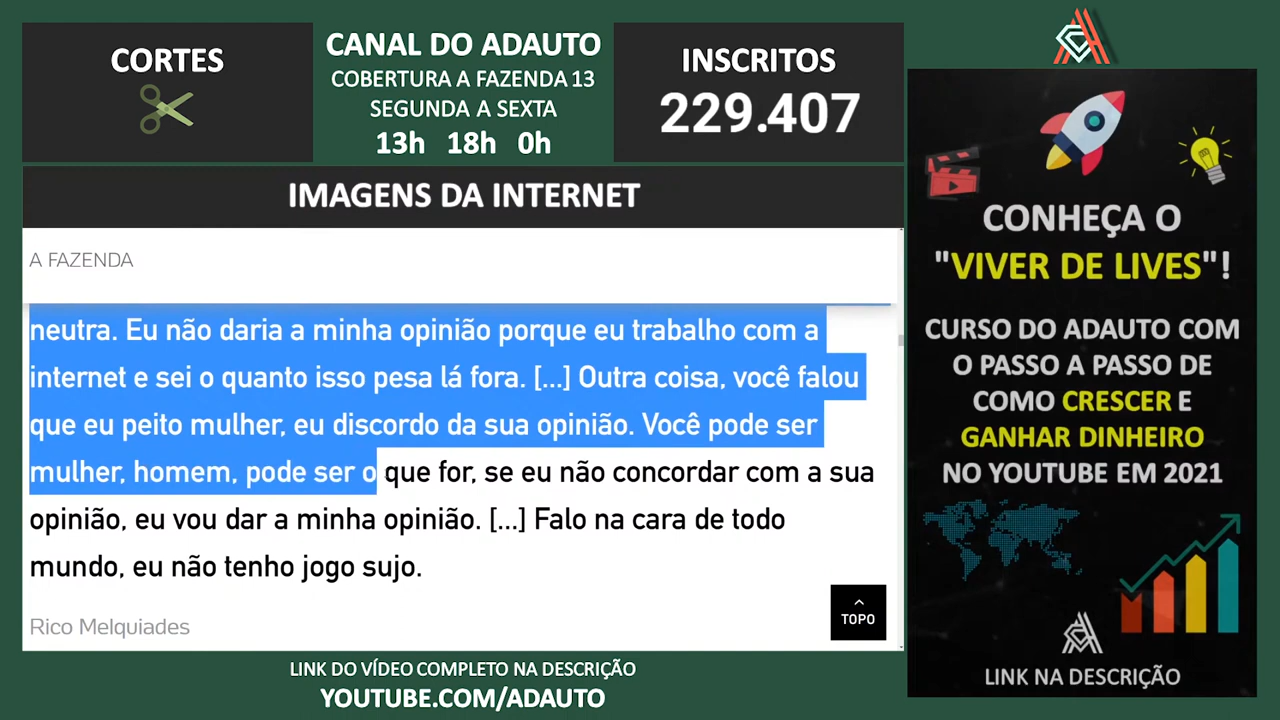 CORTES
CANAL DO ADAUTO
COBERTURA A FAZENDA 13
SEGUNDA A SEXTA
13h 18h 0h
INSCRITOS
229.407
IMAGENS DA INTERNET
A FAZENDA
neutra. Eu não daria a minha opinião porque eu trabalho com a
internet e sei o quanto isso pesa lá fora. [...] Outra coisa, você falou
que eu peito mulher, eu discordo da sua opinião. Você pode ser
mulher, homem, pode ser o que for, se eu não concordar com a sua
opinião, eu vou dar a minha opinião. [...] Falo na cara de todo
mundo, eu não tenho jogo sujo.
Rico Melquiades
TOPO
LINK DO VÍDEO COMPLETO NA DESCRIÇÃO
YOUTUBE.COM/ADAUTO
CONHEÇA O
"VIVER DE LIVES"!
CURSO DO ADAUTO COM
O PASSO A PASSO DE
COMO CRESCER E
GANHAR DINHEIRO
NO YOUTUBE EM 2021
LINK NA DESCRIÇÃO